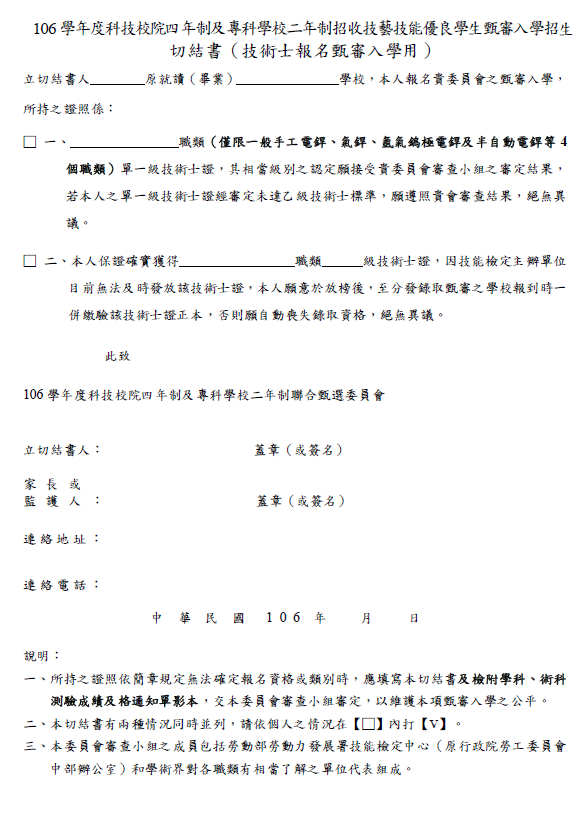 106 學年度科技校院四年制及專科學校二年制招收技藝技能優良學生甄審入學招生
切結書（技術士報名甄審入學用）
立切結書人________原就讀（畢業）________________學校，本人報名貴委員會之甄審入學，
所持之證照係：
□ 一、________________職類（僅限一般手工電銲、氣銲、氬氣鎢極電銲及半自動電銲等 4
個職類）單一級技術士證，其相當級別之認定願接受貴委員會審查小組之審定結果，
若本人之單一級技術士證經審定未達乙級技術士標準，願遵照貴會審查結果，絕無異
議。
□ 二、本人保證確實獲得__________________職類______級技術士證，因技能檢定主辦單位
目前無法及時發放該技術士證，本人願意於放榜後，至分發錄取甄審之學校報到時一
併繳驗該技術士證正本，否則願自動喪失錄取資格，絕無異議。
此致
106 學年度科技校院四年制及專科學校二年制聯合甄選委員會
立切結書人： 蓋章（或簽名）
家長或
監護人： 蓋章（或簽名）
連絡地址：
連絡電話：
中華民國 106 年 月 日
說明：
一、所持之證照依簡章規定無法確定報名資格或類別時，應填寫本切結書及檢附學科、術科
測驗成績及格通知單影本，交本委員會審查小組審定，以維護本項甄審入學之公平。
二、本切結書有兩種情況同時並列，請依個人之情況在【□】內打【V】。
三、本委員會審查小組之成員包括勞動部勞動力發展署技能檢定中心（原行政院勞工委員會
中部辦公室）和學術界對各職類有相當了解之單位代表組成。